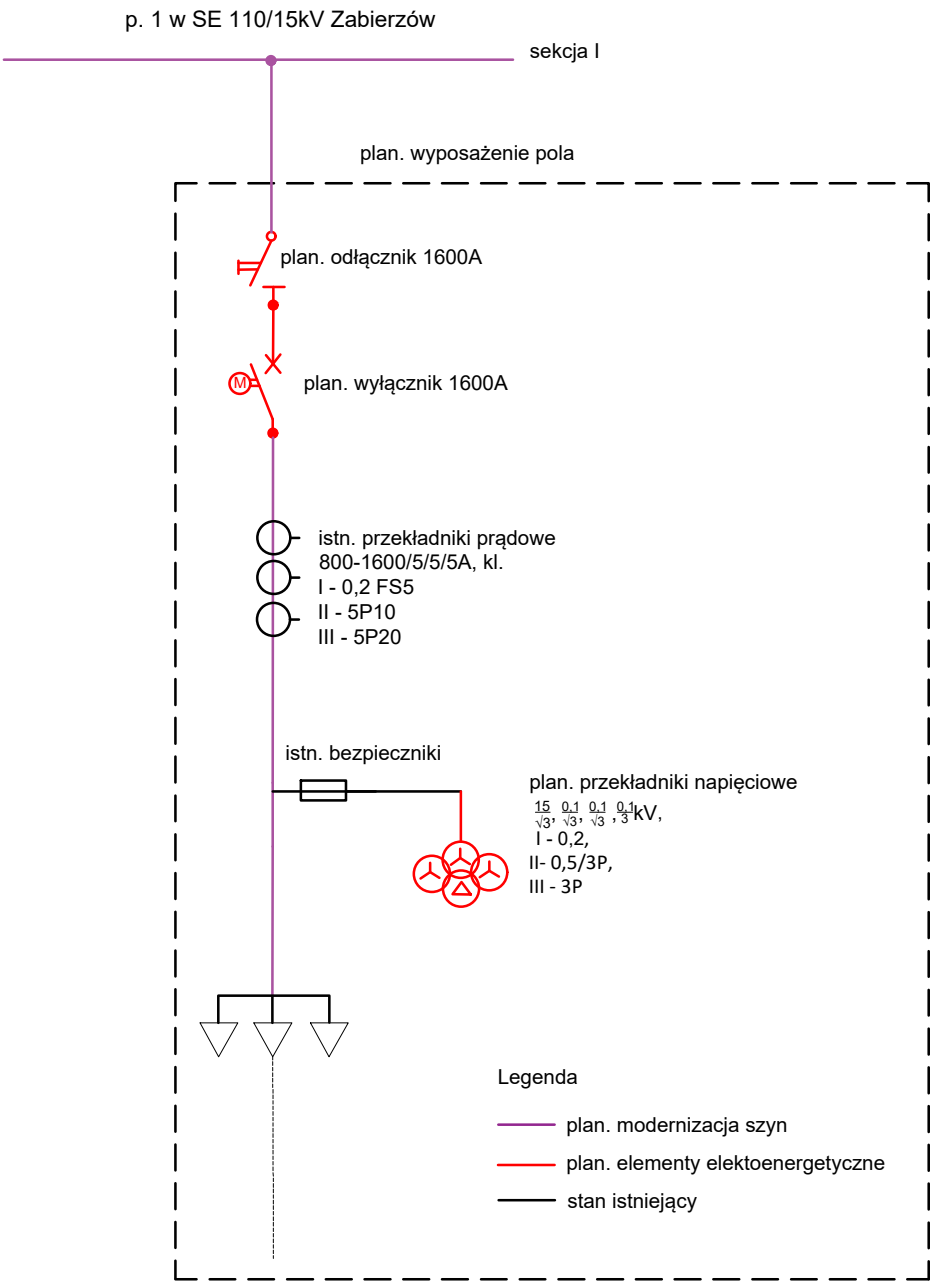 p. 1 w SE 110/15kV Zabierzów
sekcja I
plan. wyposażenie pola
plan. odłącznik 1600A
M
plan. wyłącznik 1600A
istn. przekładniki prądowe
800-1600/5/5/5A, kl.
I - 0,2 FS5
II - 5P10
III - 5P20
istn. bezpieczniki
plan. przekładniki napięciowe
15/√3, 0,1/√3, 0,1/√3, 0,1/3 kV,
I - 0,2,
II- 0,5/3P,
III - 3P
Legenda
plan. modernizacja szyn
plan. elementy elektoenergetyczne
stan istniejący